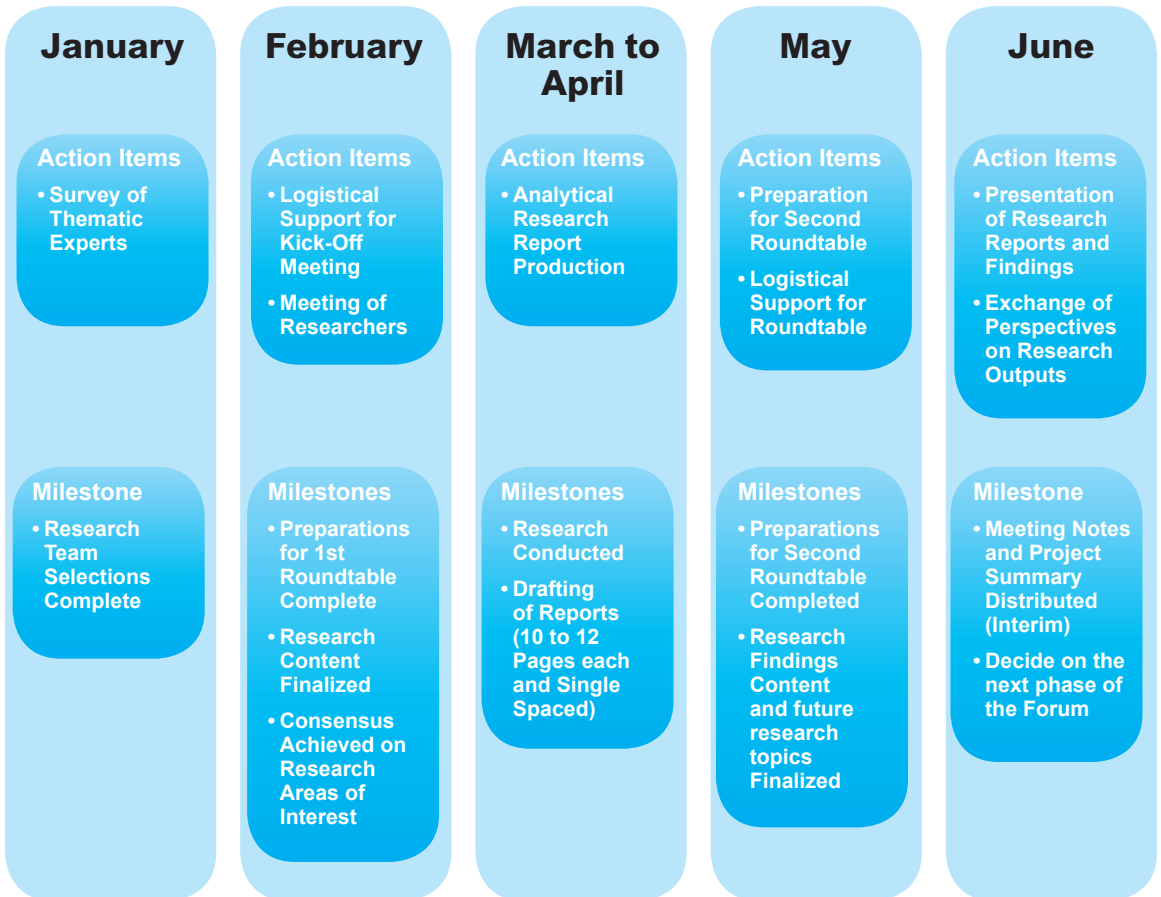 January
Action Items
• Survey of
Thematic
Experts
Milestone
• Research
Team
Selections
Complete
February
Action Items
• Logistical
Support for
Kick-Off
Meeting
• Meeting of
Researchers
Milestones
• Preparations
for 1st
Roundtable
Complete
• Research
Content
Finalized
• Consensus
Achieved on
Research
Areas of
Interest
March to
April
Action Items
• Analytical
Research
Report
Production
Milestones
• Research
Conducted
• Drafting
of Reports
(10 to 12
Pages each
and Single
Spaced)
May
Action Items
• Preparation
for Second
Roundtable
• Logistical
Support for
Roundtable
Milestones
• Preparations
for Second
Roundtable
Completed
• Research
Findings
Content
and future
research
topics
Finalized
June
Action Items
• Presentation
of Research
Reports and
Findings
• Exchange of
Perspectives
on Research
Outputs
Milestone
• Meeting Notes
and Project
Summary
Distributed
(Interim)
• Decide on the
next phase of
the Forum